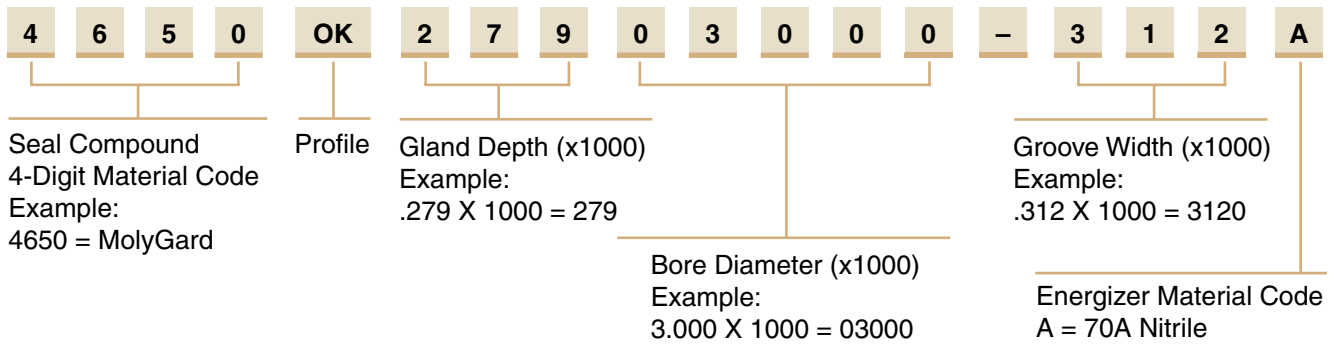 4 6 5 0 OK 2 7 9 0 3 0 0 0 – 3 1 2 A
Seal Compound
4-Digit Material Code
Example:
4650 = MolyGard
Profile
Gland Depth (x1000)
Example:
.279 X 1000 = 279
Bore Diameter (x1000)
Example:
3.000 X 1000 = 03000
Groove Width (x1000)
Example:
.312 X 1000 = 3120
Energizer Material Code
A = 70A Nitrile